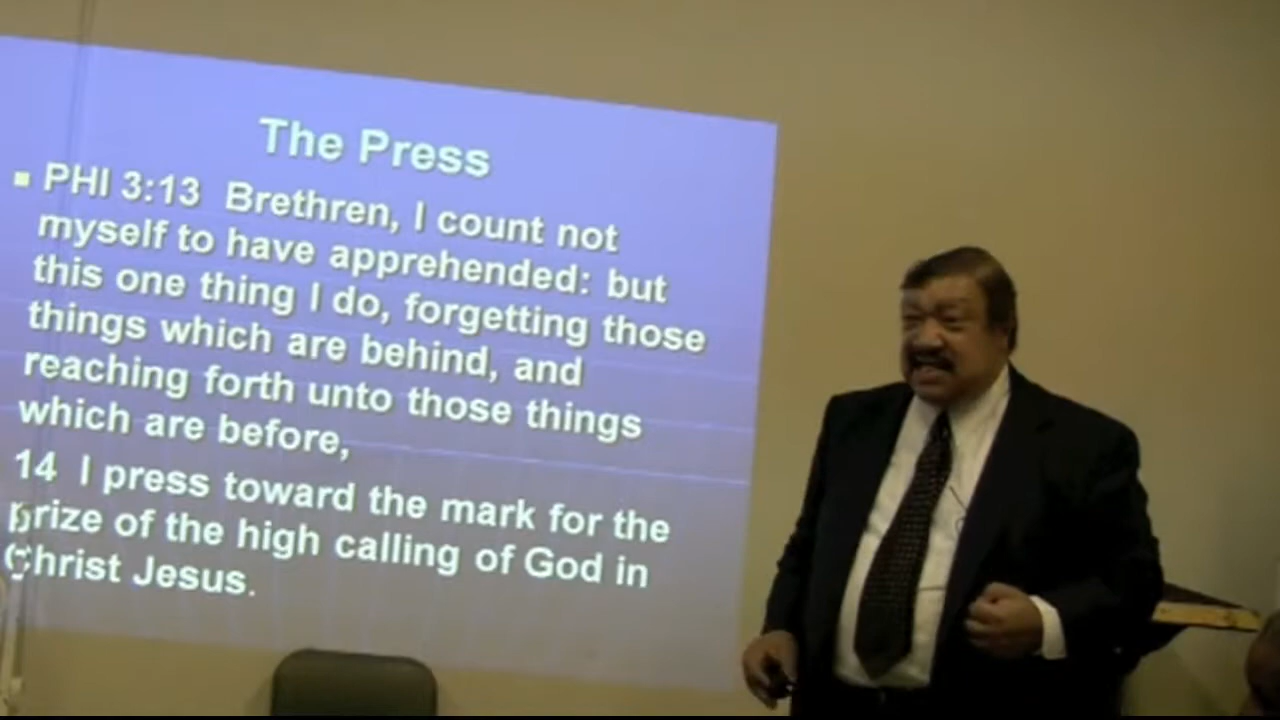 The Press
PHI 3:13 Brethren, I count not
myself to have apprehended: but
this one thing I do, forgetting those
things which are behind, and
reaching forth unto those things
which are before,
14 I press toward the mark for the
prize of the high calling of God in
Christ Jesus.